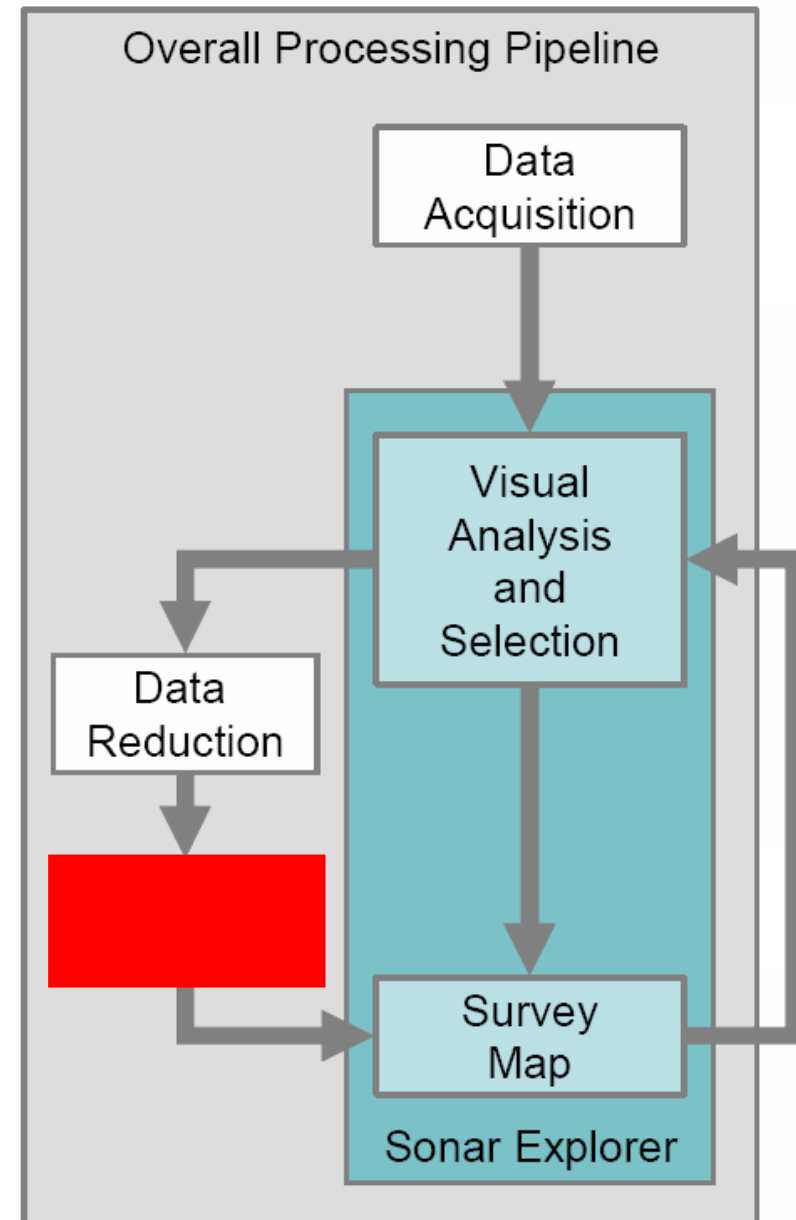 Overall Processing Pipeline
Data
Acquisition
Visual
Analysis
and
Selection
Data
Reduction
Survey
Map
Sonar Explorer